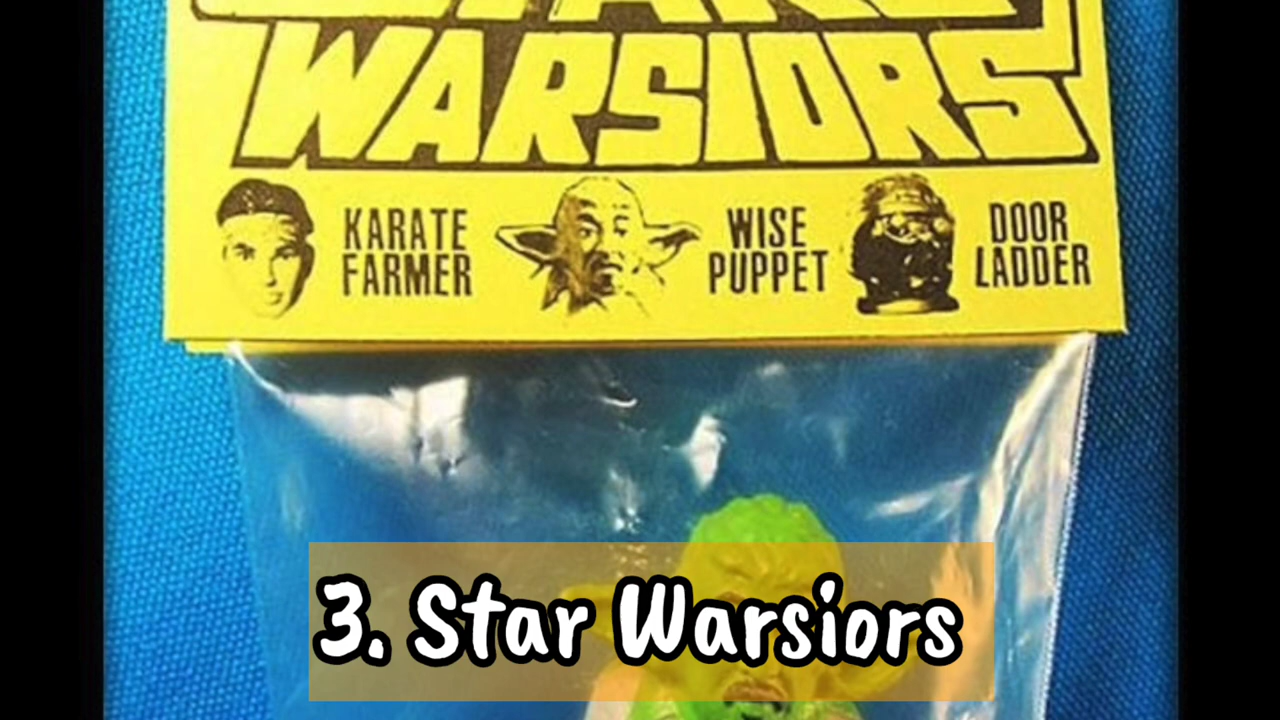 WARSIORS
KARATE
FARMER
WISE
PUPPET
DOOR
LADDER
3. Star Warsiors